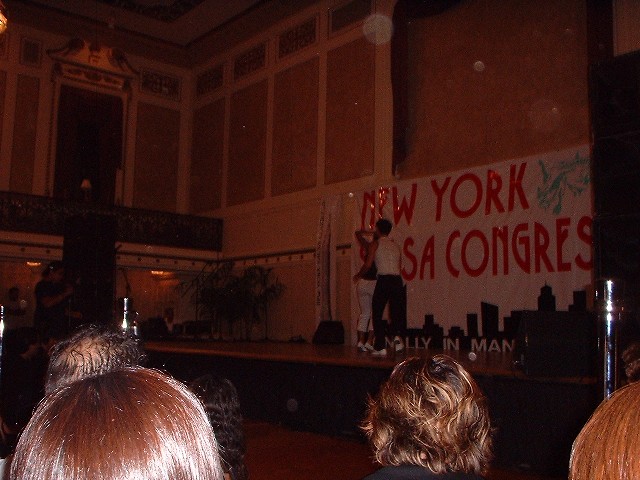 NEW YORK
SA CONGRES
IN MAN